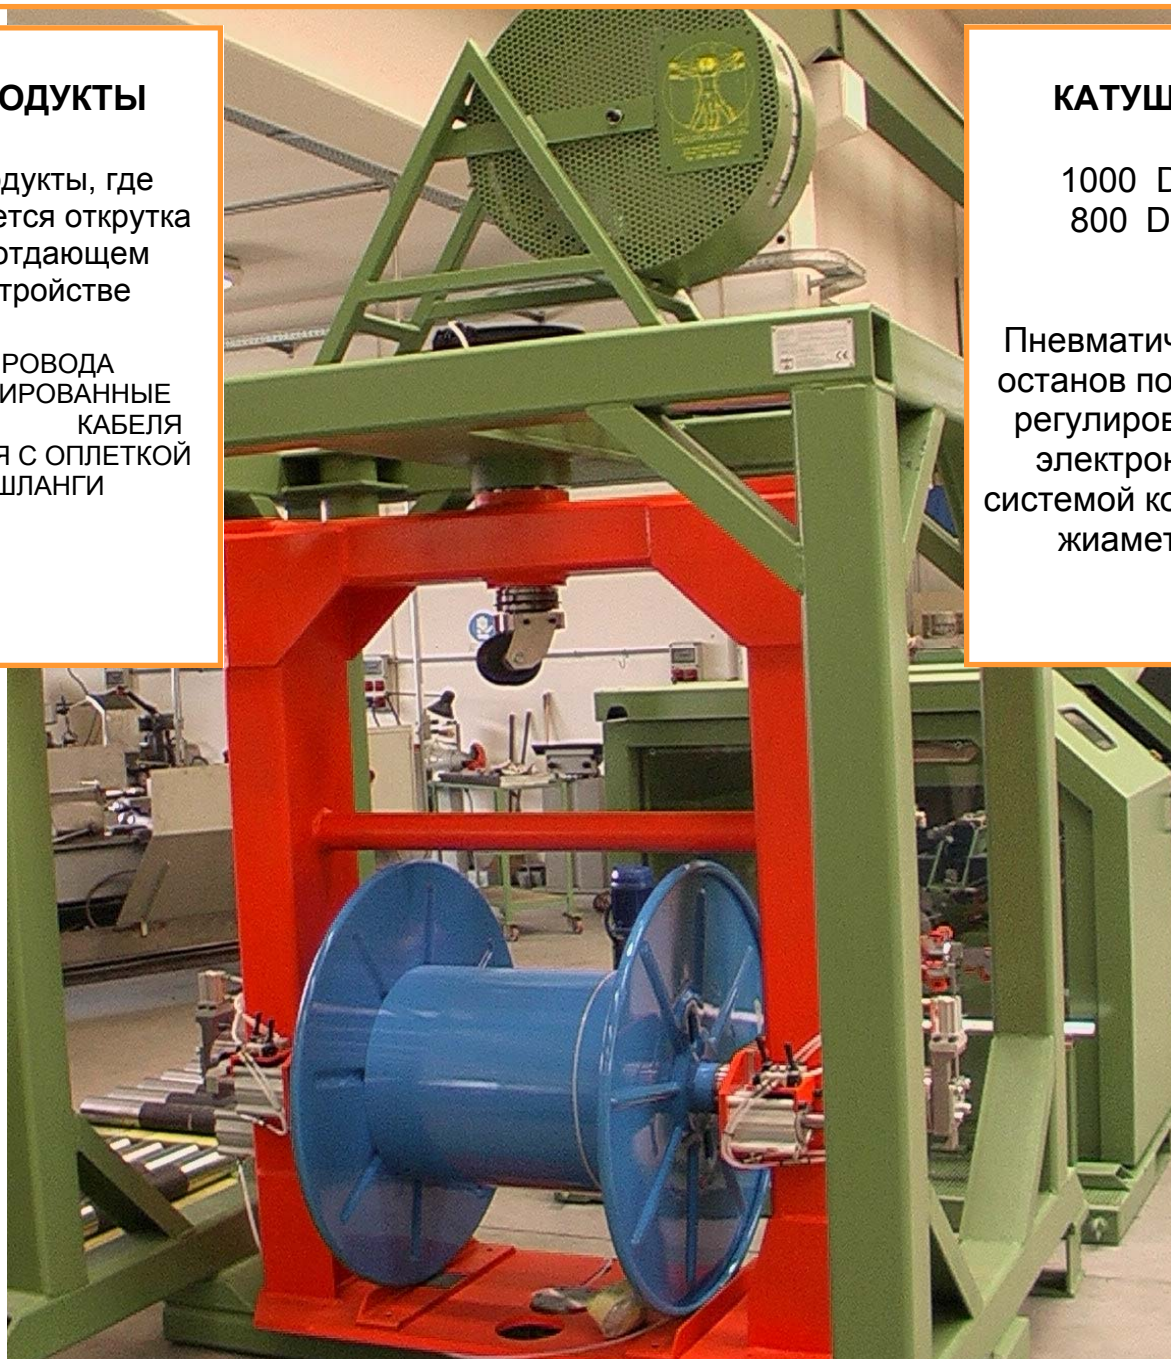 ОДУКТЫ
дукты, где
ется открутка
отдающем
тройстве
РОВОДА
ИРОВАННЫЕ
КАБЕЛЯ
Я С ОПЛЕТКОЙ
ШЛАНГИ
КАТУШ
1000 D
800 D
Пневматич
останов по
регулиров
электрон
системой ко
жиамет